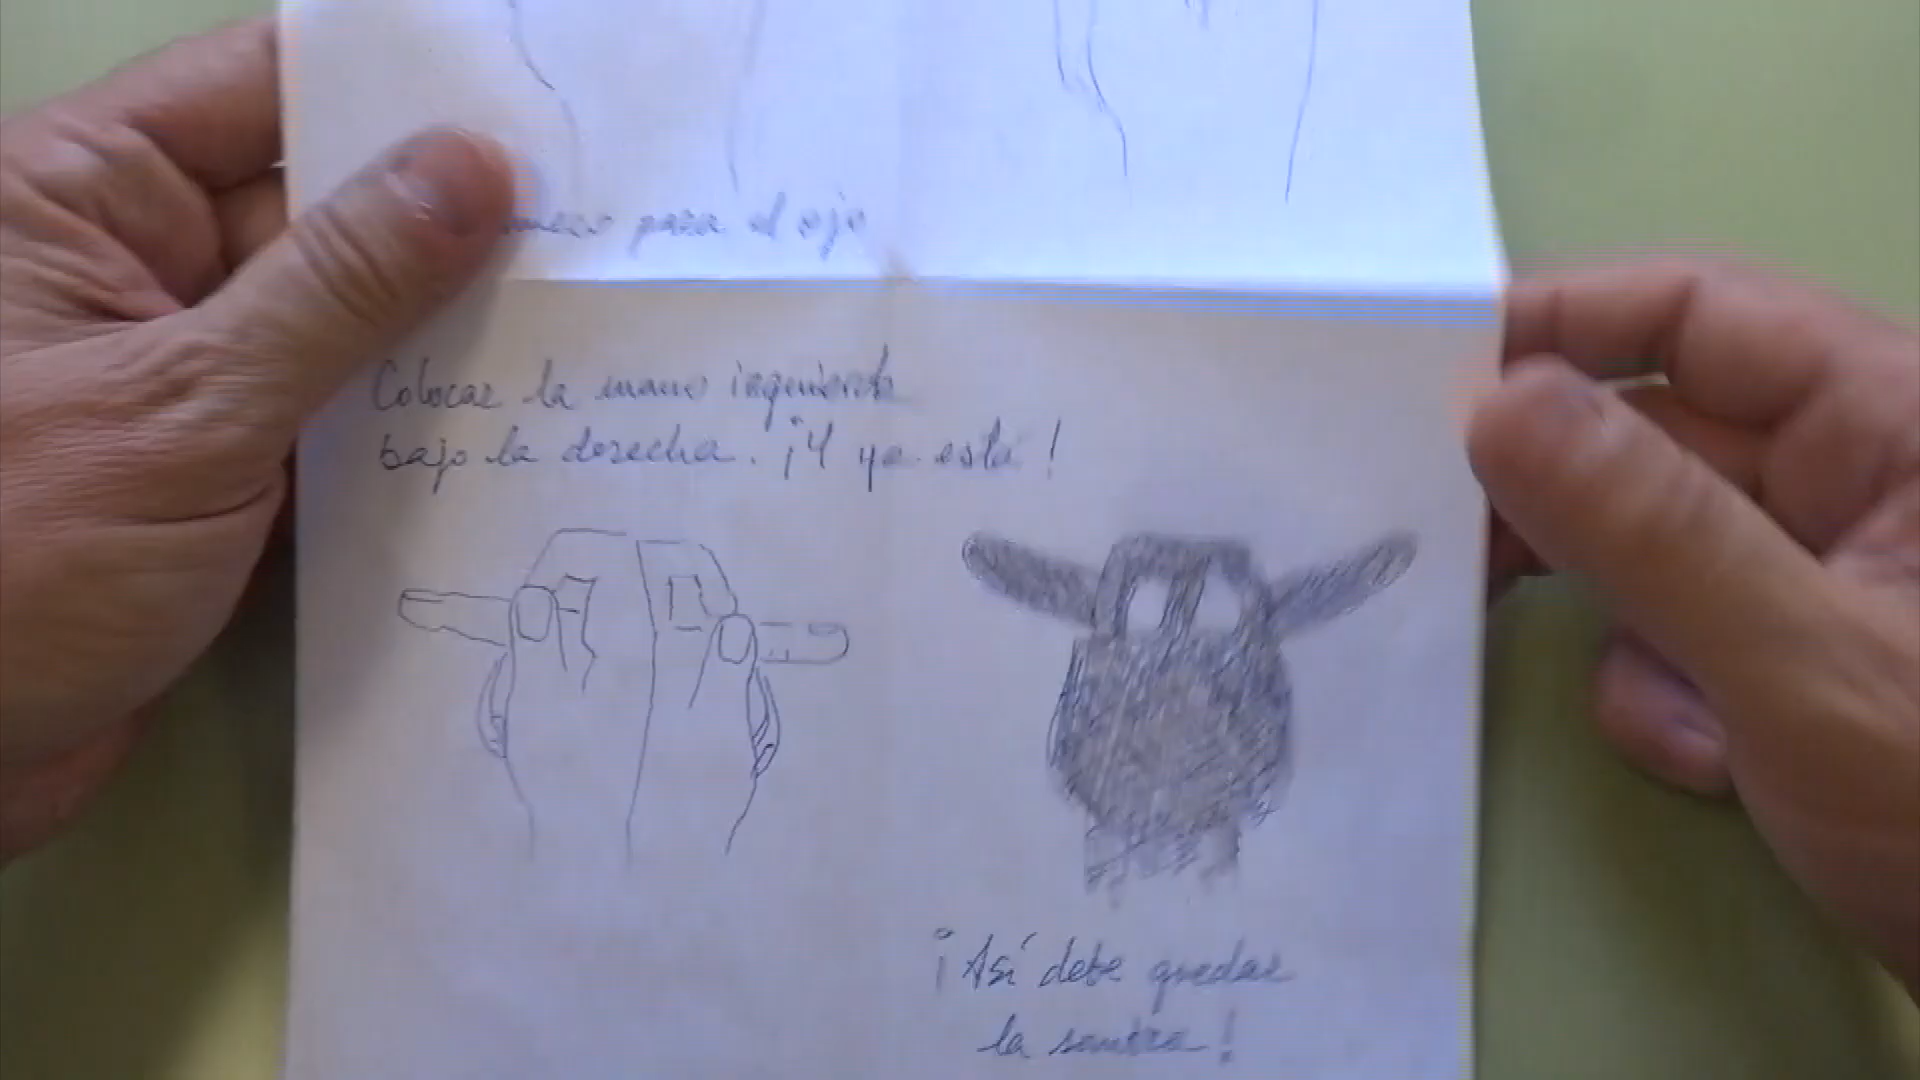 para el ojo
Colocar la mano izquierda
bajo la derecha. ¡Y ya está!
¡Así debe quedar
la sombra!